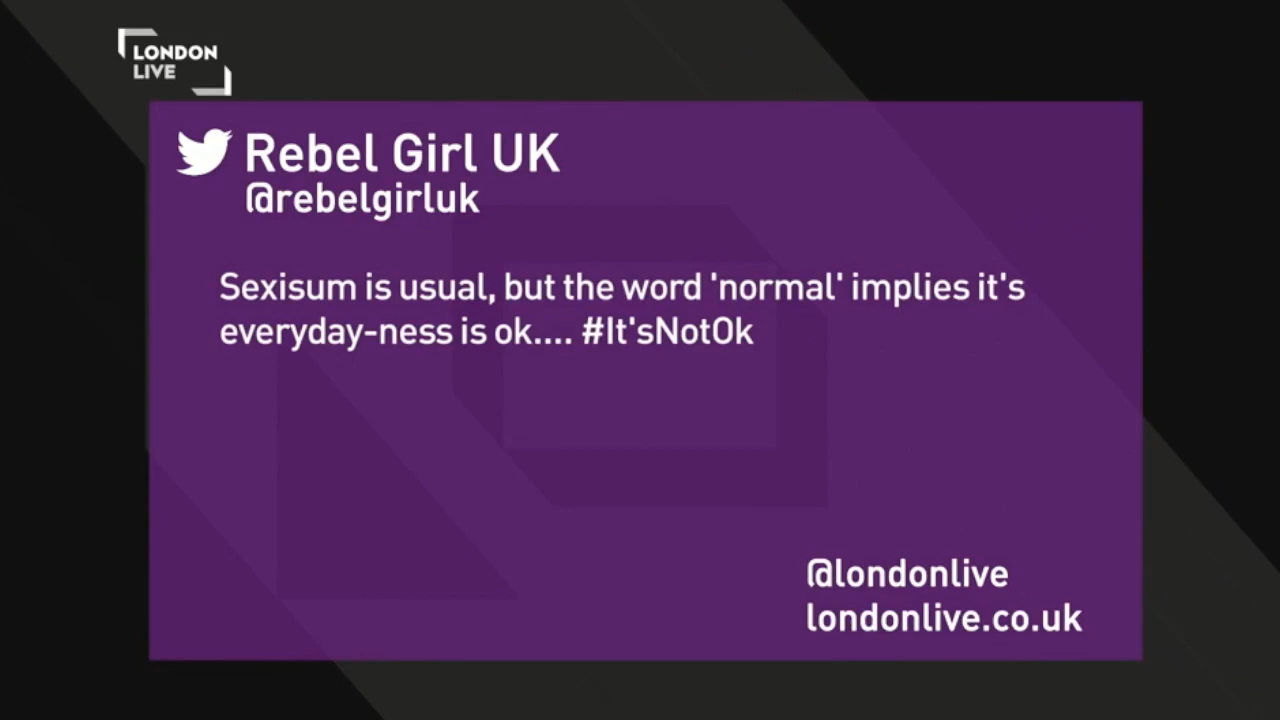 LONDON
LIVE
Rebel Girl UK
@rebelgirluk
Sexisum is usual, but the word 'normal' implies it's
everyday-ness is ok.... #It'sNotOk
@londonlive
londonlive.co.uk